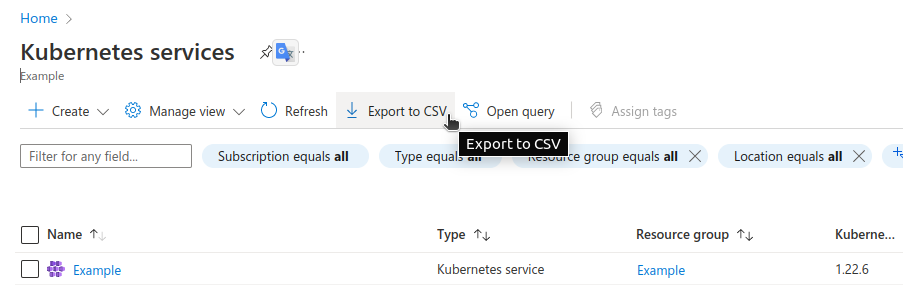 Home
Kubernetes services
Example
Create Manage view Refresh Export to CSV Open query Assign tags
Export to CSV
Filter for any field... Subscription equals all Type equals all Resource group equals all Location equals all
Name Type Resource group Kuberne...
Example Kubernetes service Example 1.22.6